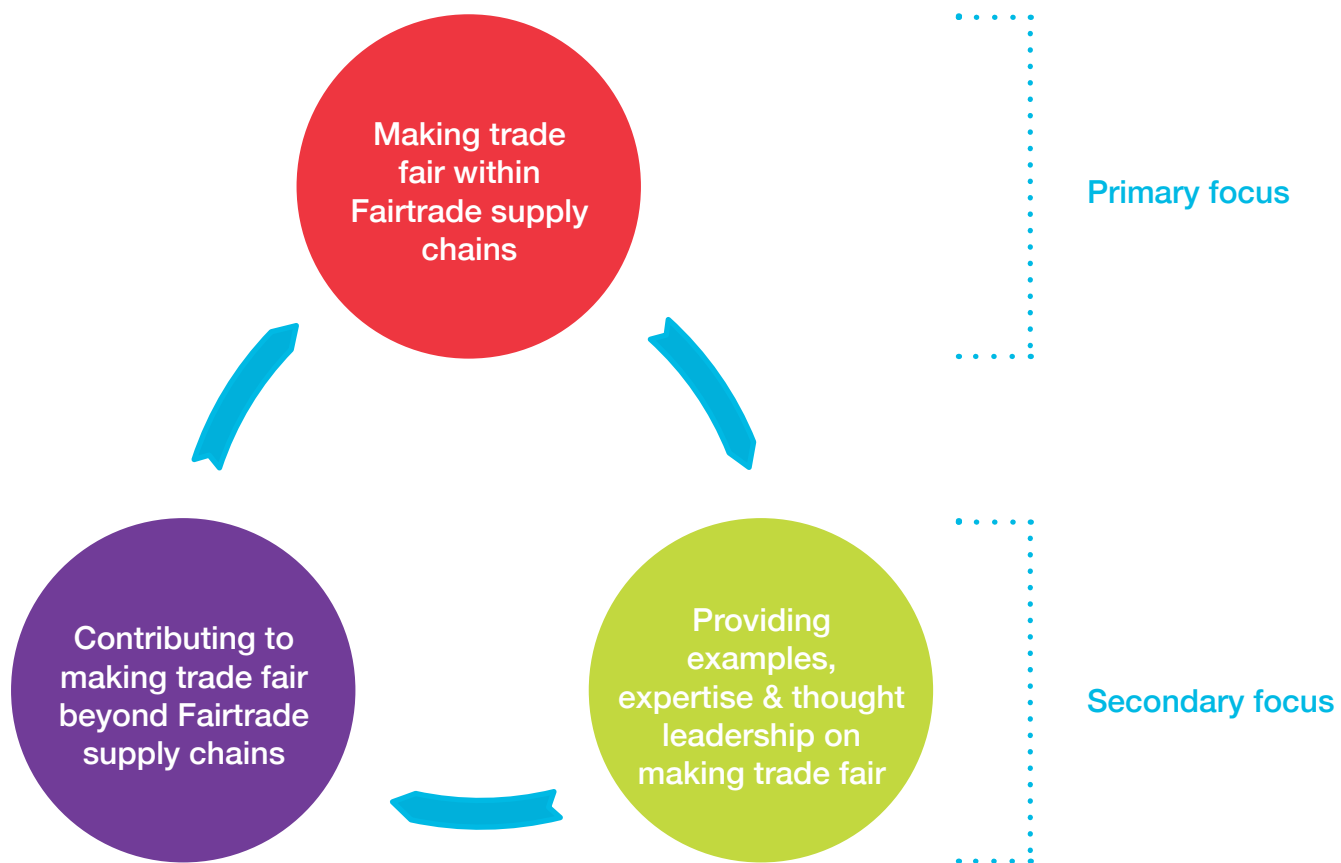 Making trade
fair within
Fairtrade supply
chains
Primary focus
Contributing to
making trade fair
beyond Fairtrade
supply chains
Providing
examples,
expertise & thought
leadership on
making trade fair
Secondary focus